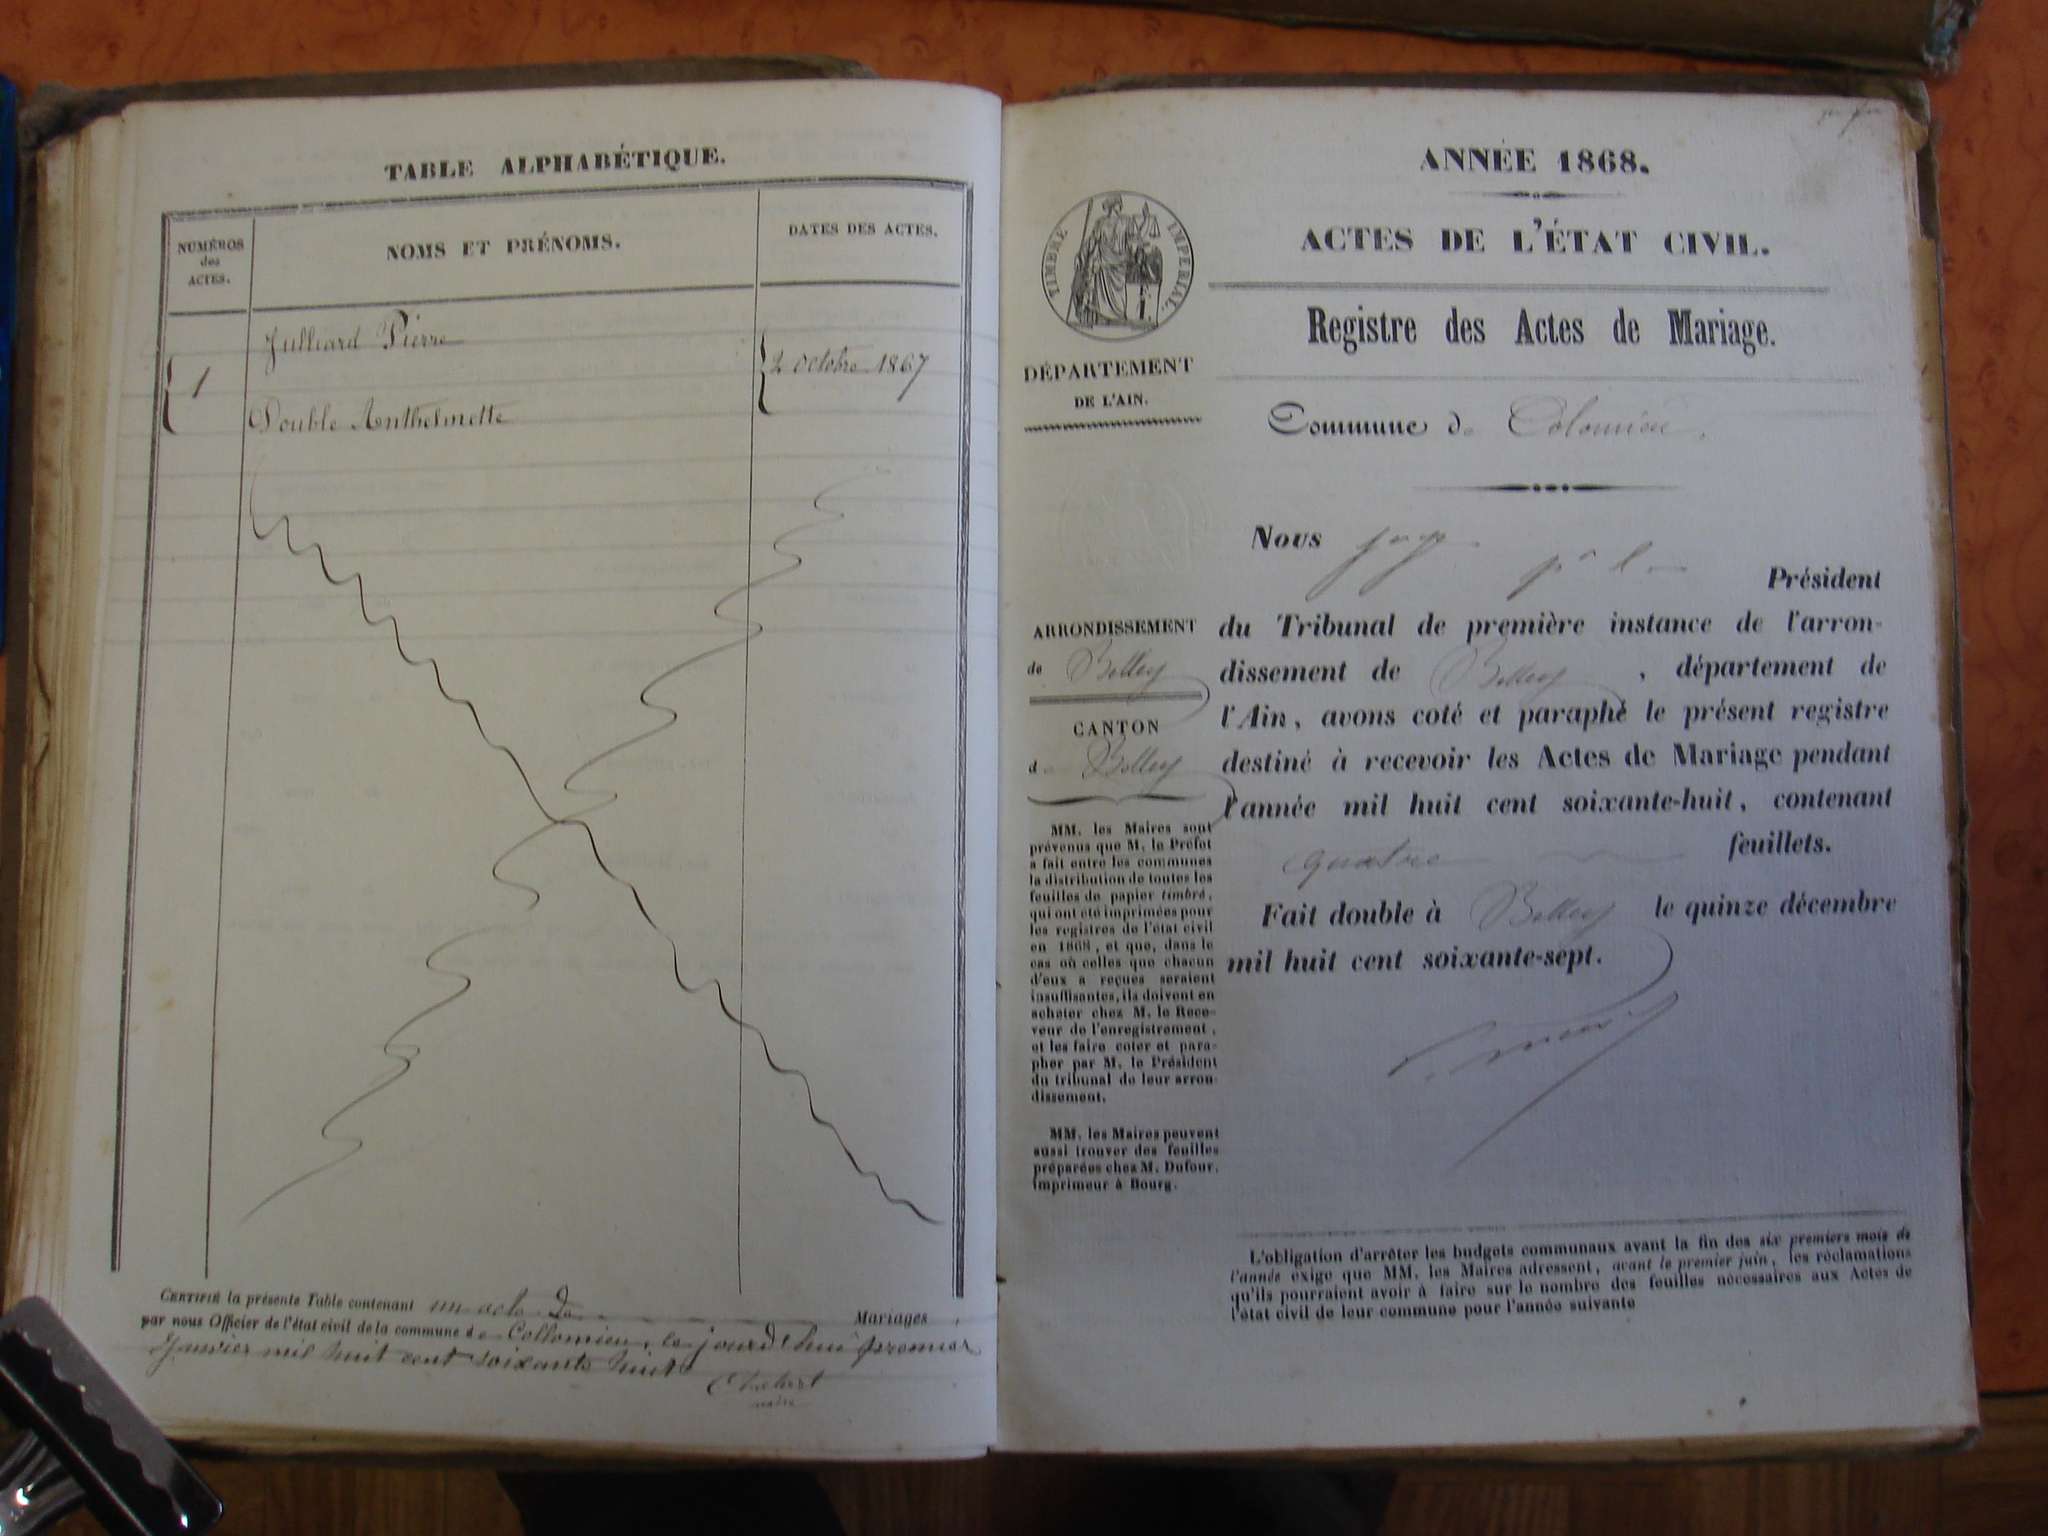 TABLE ALPHABÉTIQUE.
NUMÉROS
des
ACTES.
NOMS ET PRÉNOMS.
DATES DES ACTES.
1
Julliard Pierre
2 octobre 1867
Double Anthelmette
CERTIFIÉ la présente Table contenant un acte De Mariages
par nous Officier de l'état civil de la commune de Collomieu, le jourd'hui premier
Janvier mil huit cent soixante huit
maire
ANNÉE 1868.
ACTES DE L'ÉTAT CIVIL.
Registre des Actes de Mariage.
TIMBRE IMPERIAL.
DÉPARTEMENT
DE L'AIN.
Commune de Colomieu.
ARRONDISSEMENT
de Belley
CANTON
de Belley
MM. les Maires sont
prévenus que M. le Préfet
a fait entre les communes
la distribution de toutes les
feuilles de papier timbré,
qui ont été imprimées pour
les registres de l'état civil
en 1868, et que, dans le
cas où celles que chacun
d'eux a reçues seraient
insuffisantes, ils doivent en
acheter chez M. le Rece-
veur de l'enregistrement,
et les faire coter et para-
pher par M. le Président
du tribunal de leur arron-
dissement.
MM. les Maires peuvent
aussi trouver des feuilles
préparées chez M. Dufour,
imprimeur à Bourg.
Nous juge
Président
du Tribunal de première instance de l'arron-
dissement de Belley, département de
l'Ain, avons coté et paraphé le présent registre
destiné à recevoir les Actes de Mariage pendant
l'année mil huit cent soixante-huit, contenant
quatre feuillets.
Fait double à Belley le quinze décembre
mil huit cent soixante-sept.
L'obligation d'arrêter les budgets communaux avant la fin des six premiers mois de
l'année exige que MM. les Maires adressent, avant le premier juin, les réclamations
qu'ils pourraient avoir à faire sur le nombre des feuilles nécessaires aux Actes de
l'état civil de leur commune pour l'année suivante